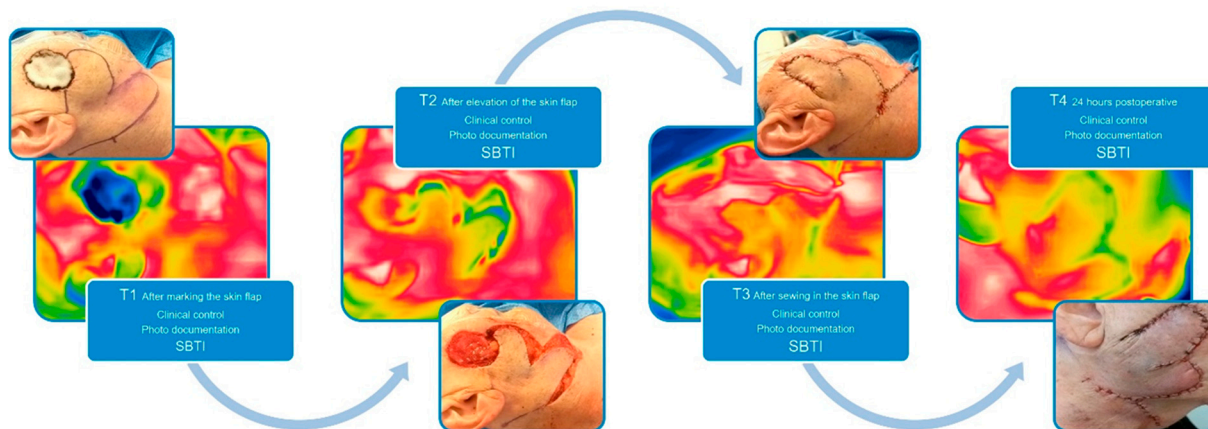 T1 After marking the skin flap
Clinical control
Photo documentation
SBTI
T2 After elevation of the skin flap
Clinical control
Photo documentation
SBTI
T3 After sewing in the skin flap
Clinical control
Photo documentation
SBTI
T4 24 hours postoperative
Clinical control
Photo documentation
SBTI